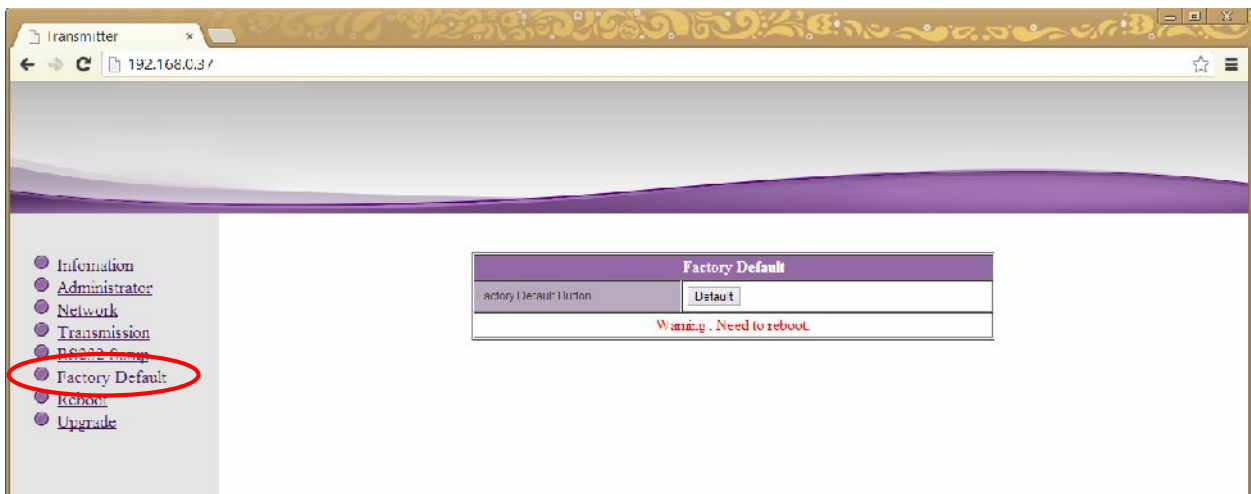 Transmitter
192.168.0.37
Infomation
Administrator
Network
Transmission
RS232 Setup
Factory Default
Reboot
Upgrade
Factory Default
Factory Default Button
Default
Warning : Need to reboot.